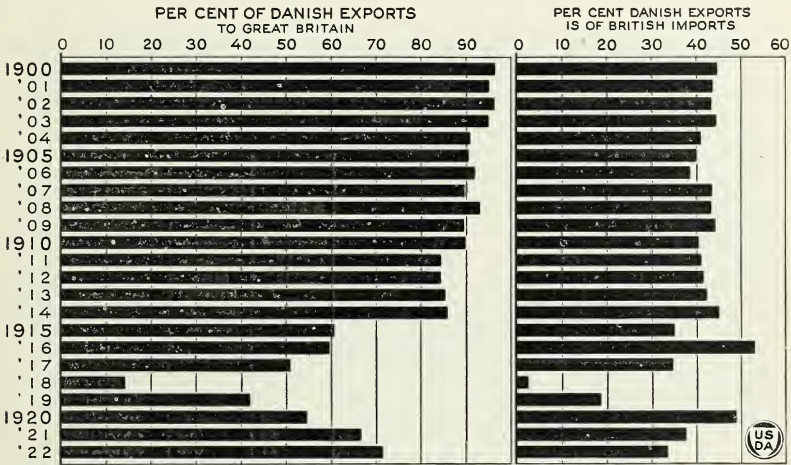 PER CENT OF DANISH EXPORTS
TO GREAT BRITAIN
0 10 20 30 40 50 60 70 80 90
PER CENT DANISH EXPORTS
IS OF BRITISH IMPORTS
0 10 20 30 40 50 60
1900
'01
'02
'03
'04
1905
'06
'07
'08
'09
1910
'11
'12
'13
'14
1915
'16
'17
'18
'19
1920
'21
'22
US
DA